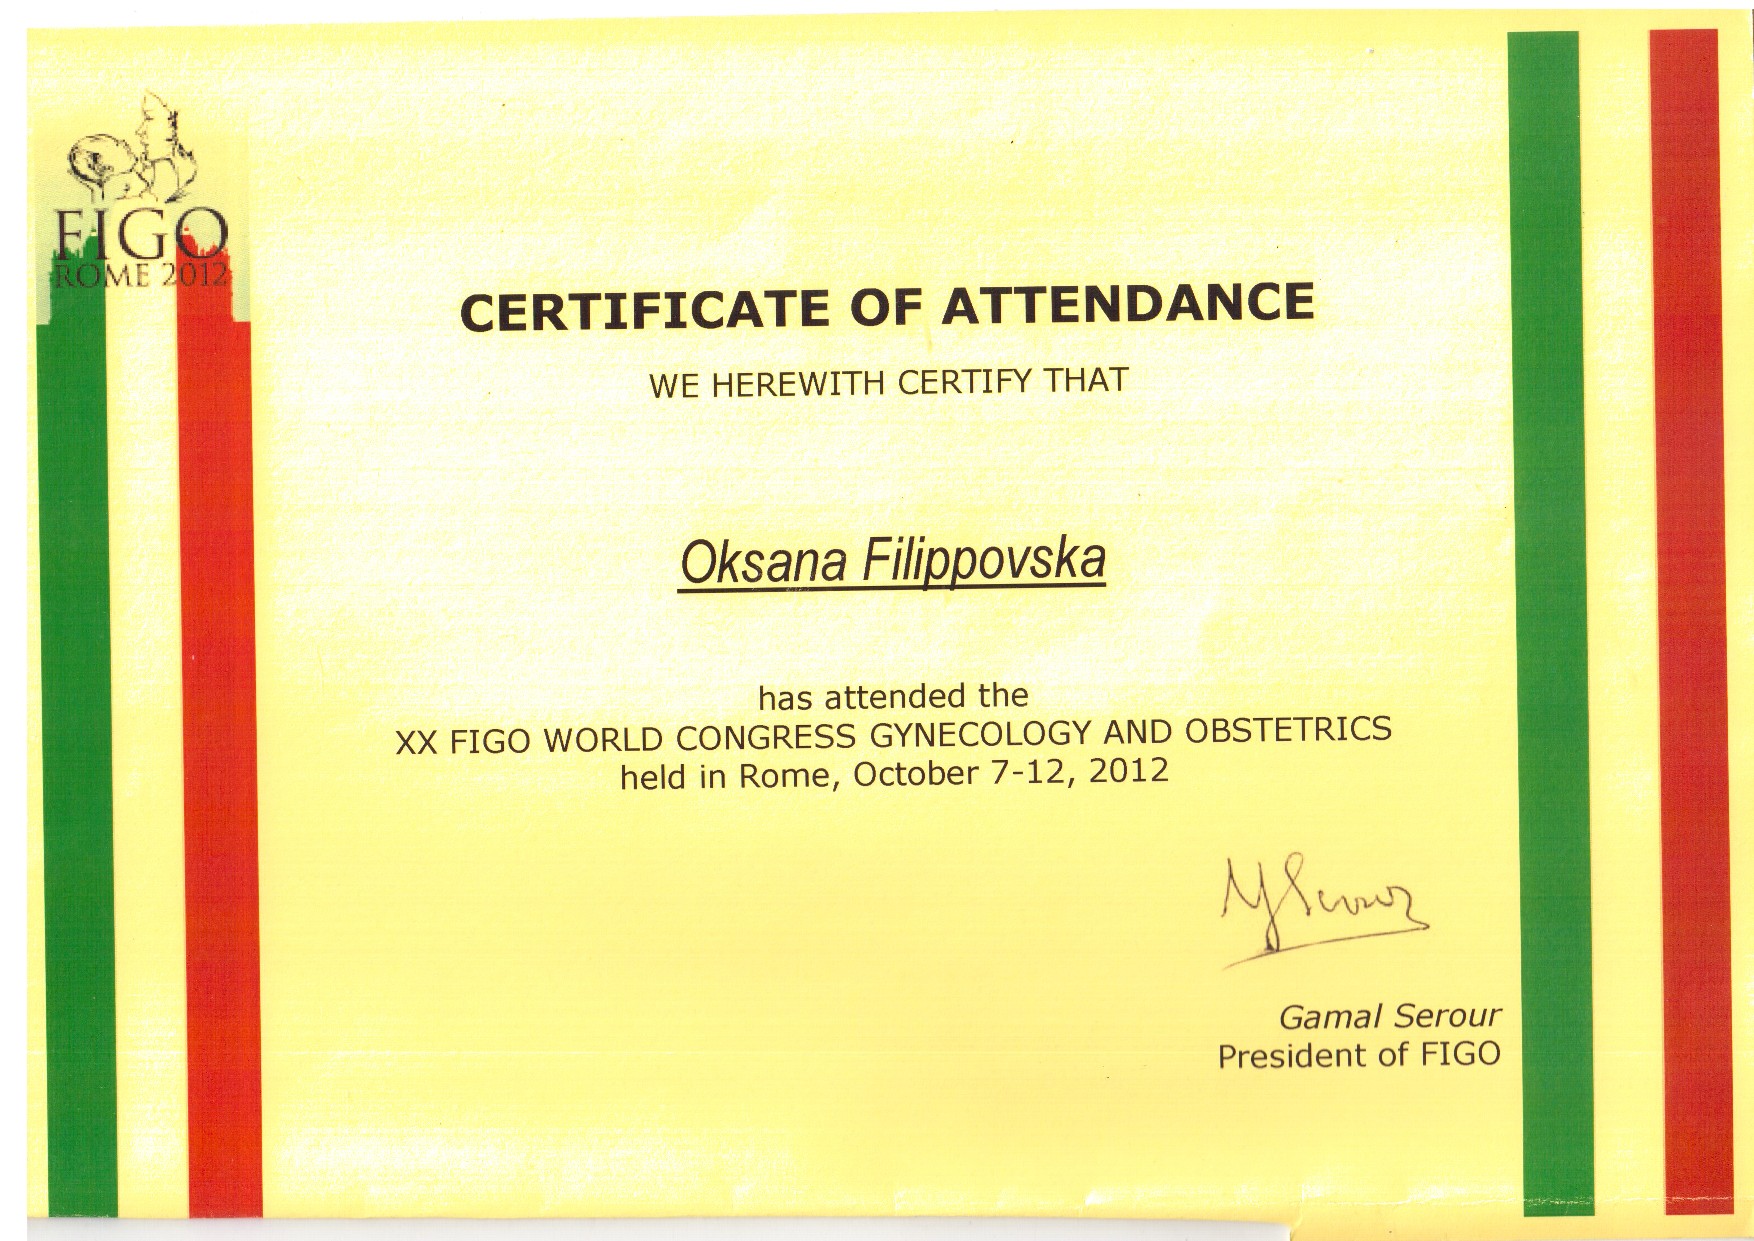 FIGO
ROME 2012
CERTIFICATE OF ATTENDANCE
WE HEREWITH CERTIFY THAT
Oksana Filippovska
has attended the
XX FIGO WORLD CONGRESS GYNECOLOGY AND OBSTETRICS
held in Rome, October 7-12, 2012
Gamal Serour
President of FIGO